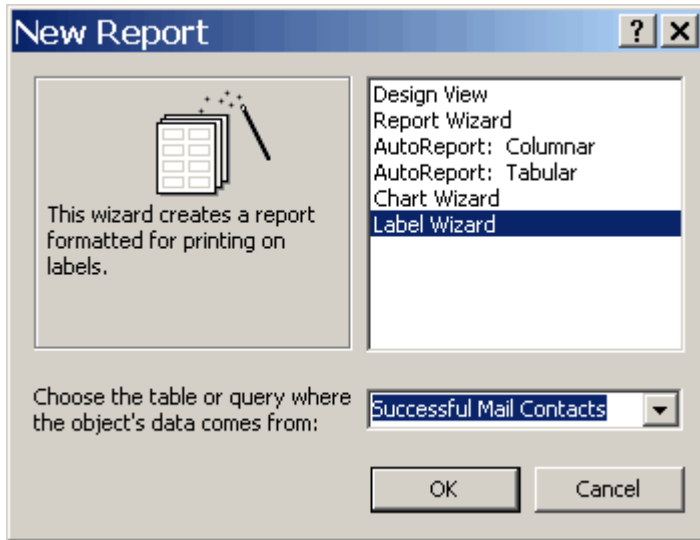 New Report
This wizard creates a report
formatted for printing on
labels.
Design View
Report Wizard
AutoReport: Columnar
AutoReport: Tabular
Chart Wizard
Label Wizard
Choose the table or query where
the object's data comes from:
Successful Mail Contacts
OK
Cancel